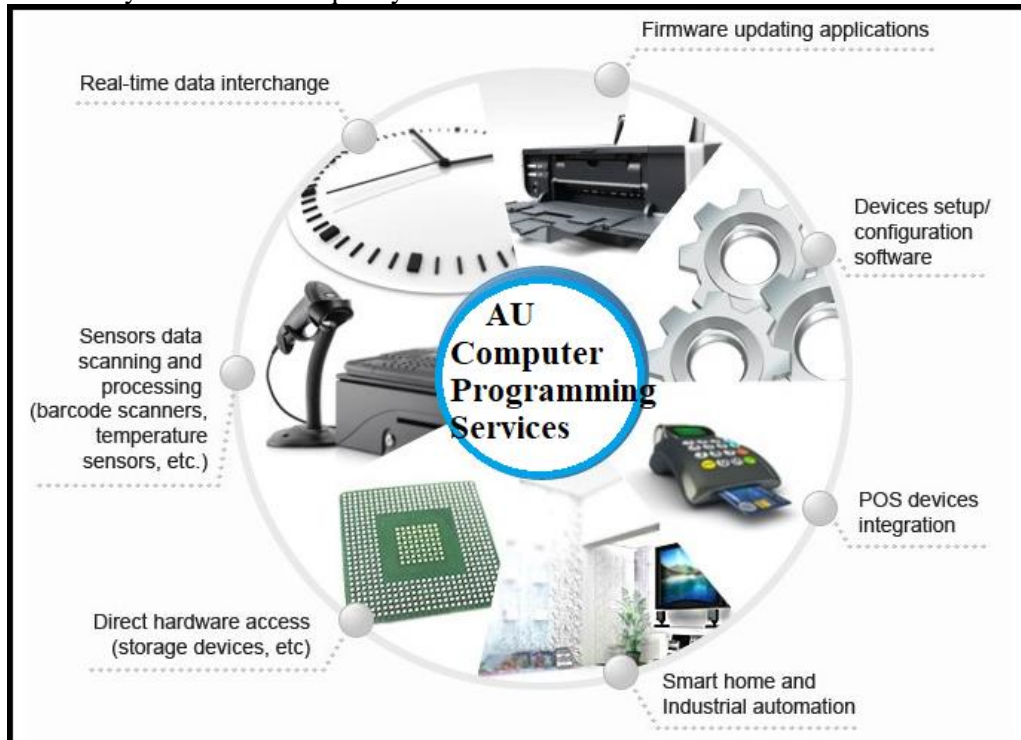 Firmware updating applications
Real-time data interchange
Devices setup/
configuration
software
AU
Computer
Programming
Services
Sensors data
scanning and
processing
(barcode scanners,
temperature
sensors, etc.)
POS devices
integration
Direct hardware access
(storage devices, etc)
Smart home and
Industrial automation